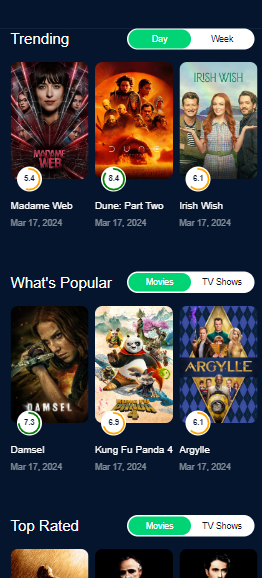 Trending
Day
Week
MADAME
WEB
DUNE
IRISH WISH
5.4
8.4
6.1
Madame Web
Dune: Part Two
Irish Wish
Mar 17, 2024
Mar 17, 2024
Mar 17, 2024
What's Popular
Movies
TV Shows
DAMSEL
KUNG FU
PANDA 4
ARGYLLE
7.3
6.9
6.1
Damsel
Kung Fu Panda 4
Argylle
Mar 17, 2024
Mar 17, 2024
Mar 17, 2024
Top Rated
Movies
TV Shows